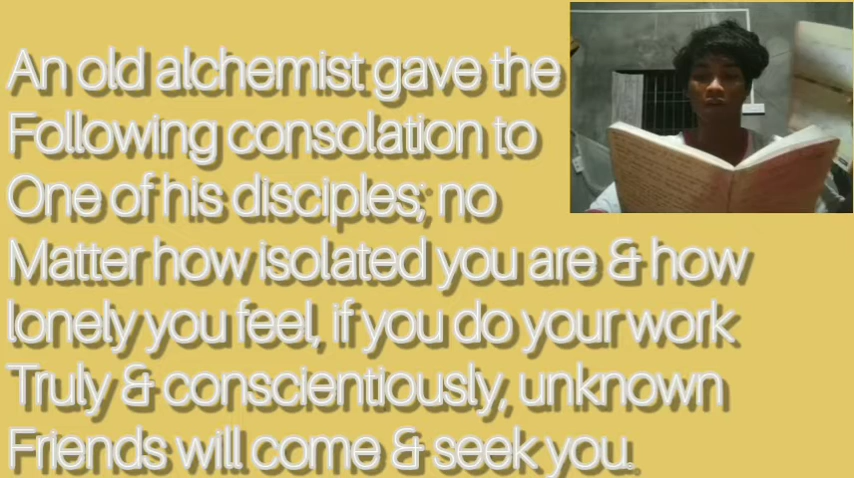 An old alchemist gave the
Following consolation to
One of his disciples; no
Matter how isolated you are & how
lonely you feel, if you do your work
Truly & conscientiously, unknown
Friends will come & seek you.